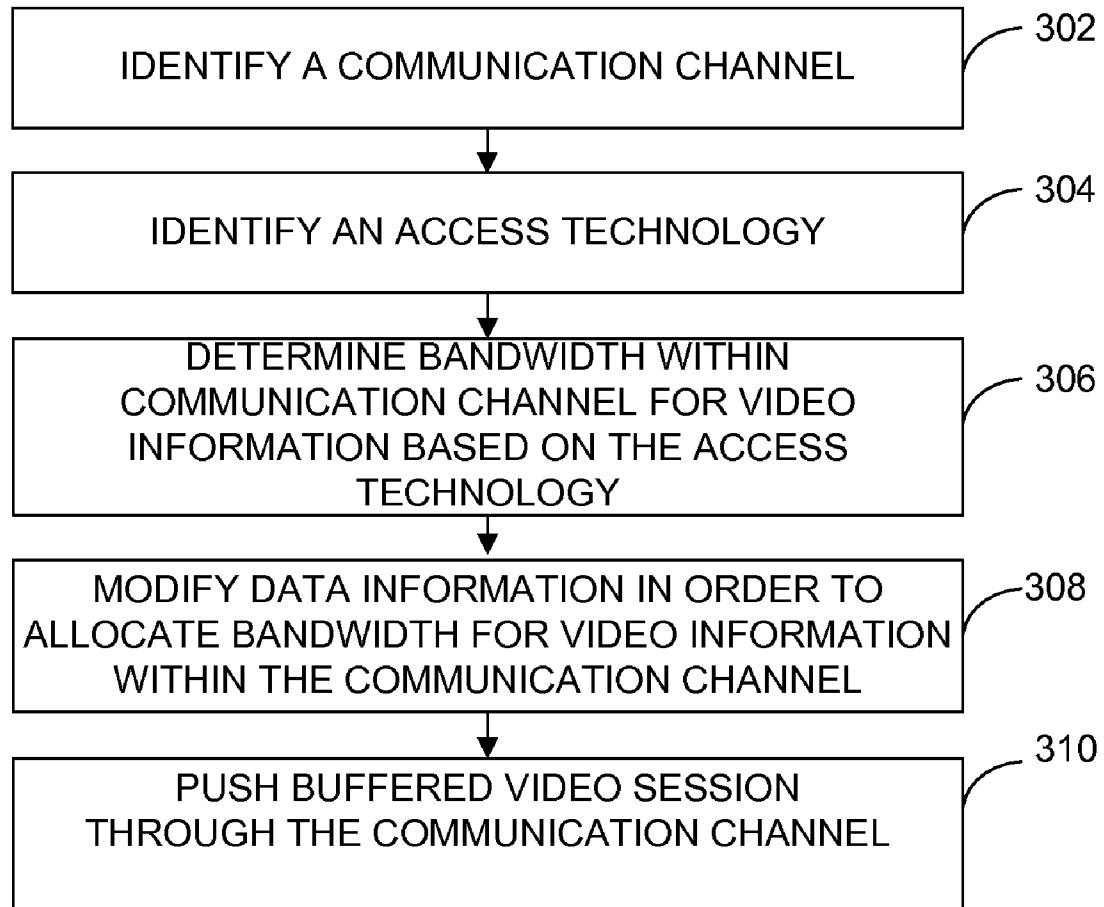 IDENTIFY A COMMUNICATION CHANNEL
302
IDENTIFY AN ACCESS TECHNOLOGY
304
DETERMINE BANDWIDTH WITHIN
COMMUNICATION CHANNEL FOR VIDEO
INFORMATION BASED ON THE ACCESS
TECHNOLOGY
306
MODIFY DATA INFORMATION IN ORDER TO
ALLOCATE BANDWIDTH FOR VIDEO INFORMATION
WITHIN THE COMMUNICATION CHANNEL
308
PUSH BUFFERED VIDEO SESSION
THROUGH THE COMMUNICATION CHANNEL
310